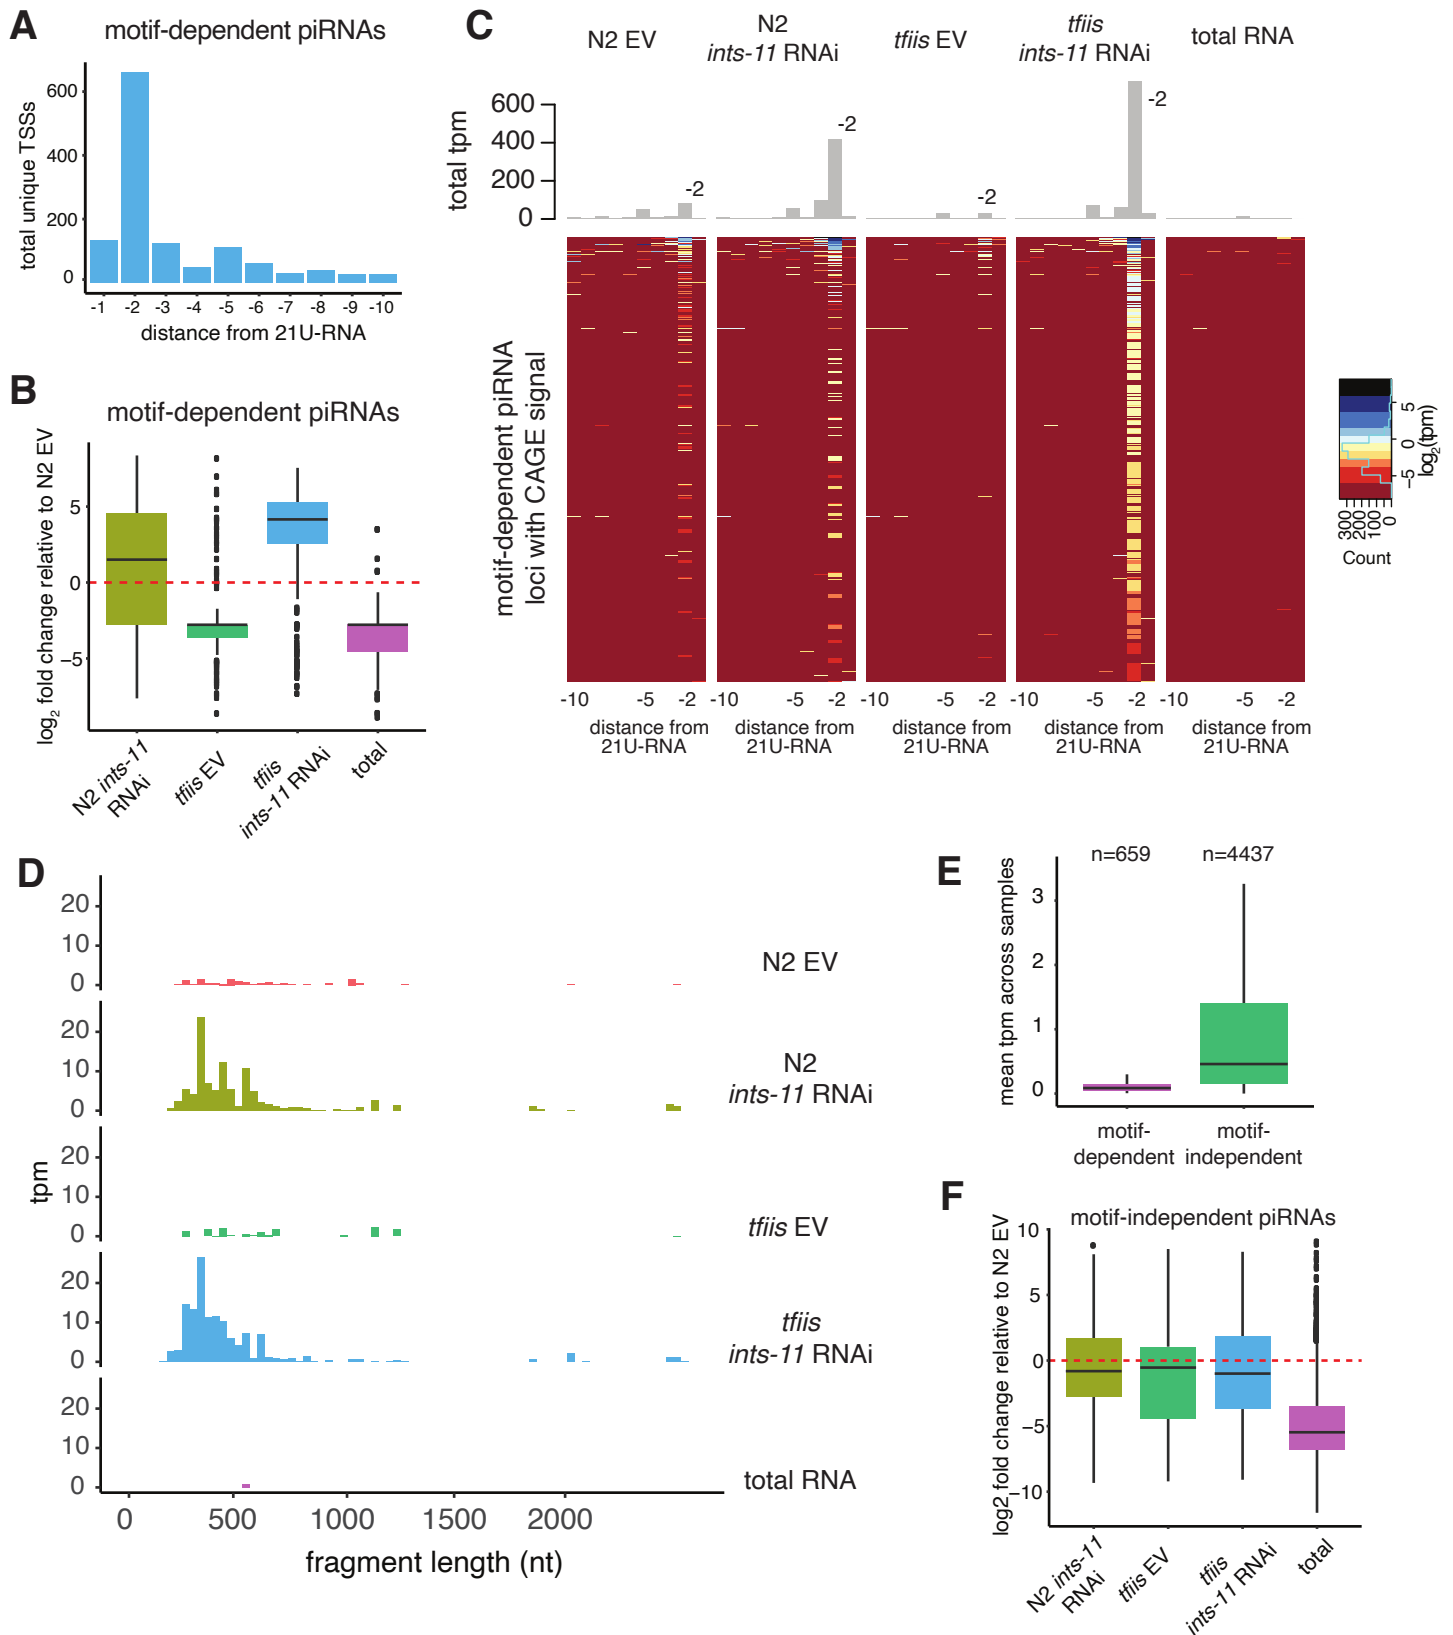 A
motif-dependent piRNAs
total unique TSSs
600
400
200
0
-1 -2 -3 -4 -5 -6 -7 -8 -9 -10
distance from 21U-RNA
B
motif-dependent piRNAs
log2 fold change relative to N2 EV
5
0
−5
N2 ints-11 RNAi
tfiis EV
tfiis ints-11 RNAi
total
C
N2 EV
N2
ints-11 RNAi
tfiis EV
tfiis
ints-11 RNAi
total RNA
total tpm
600
400
200
0
-2
-2
-2
-2
motif-dependent piRNA
loci with CAGE signal
-10 -5 -2
-10 -5 -2
-10 -5 -2
-10 -5 -2
-10 -5 -2
distance from
21U-RNA
distance from
21U-RNA
distance from
21U-RNA
distance from
21U-RNA
distance from
21U-RNA
5
0
−5
log2(tpm)
300
200
100
0
Count
D
tpm
20
10
0
N2 EV
20
10
0
N2
ints-11 RNAi
20
10
0
tfiis EV
20
10
0
tfiis
ints-11 RNAi
20
10
0
total RNA
0 500 1000 1500 2000
fragment length (nt)
E
mean tpm across samples
n=659 n=4437
3
2
1
0
motif-
dependent
motif-
independent
F
motif-independent piRNAs
log2 fold change relative to N2 EV
10
5
0
−5
−10
N2 ints-11
RNAi
tfiis EV
tfiis
ints-11 RNAi
total